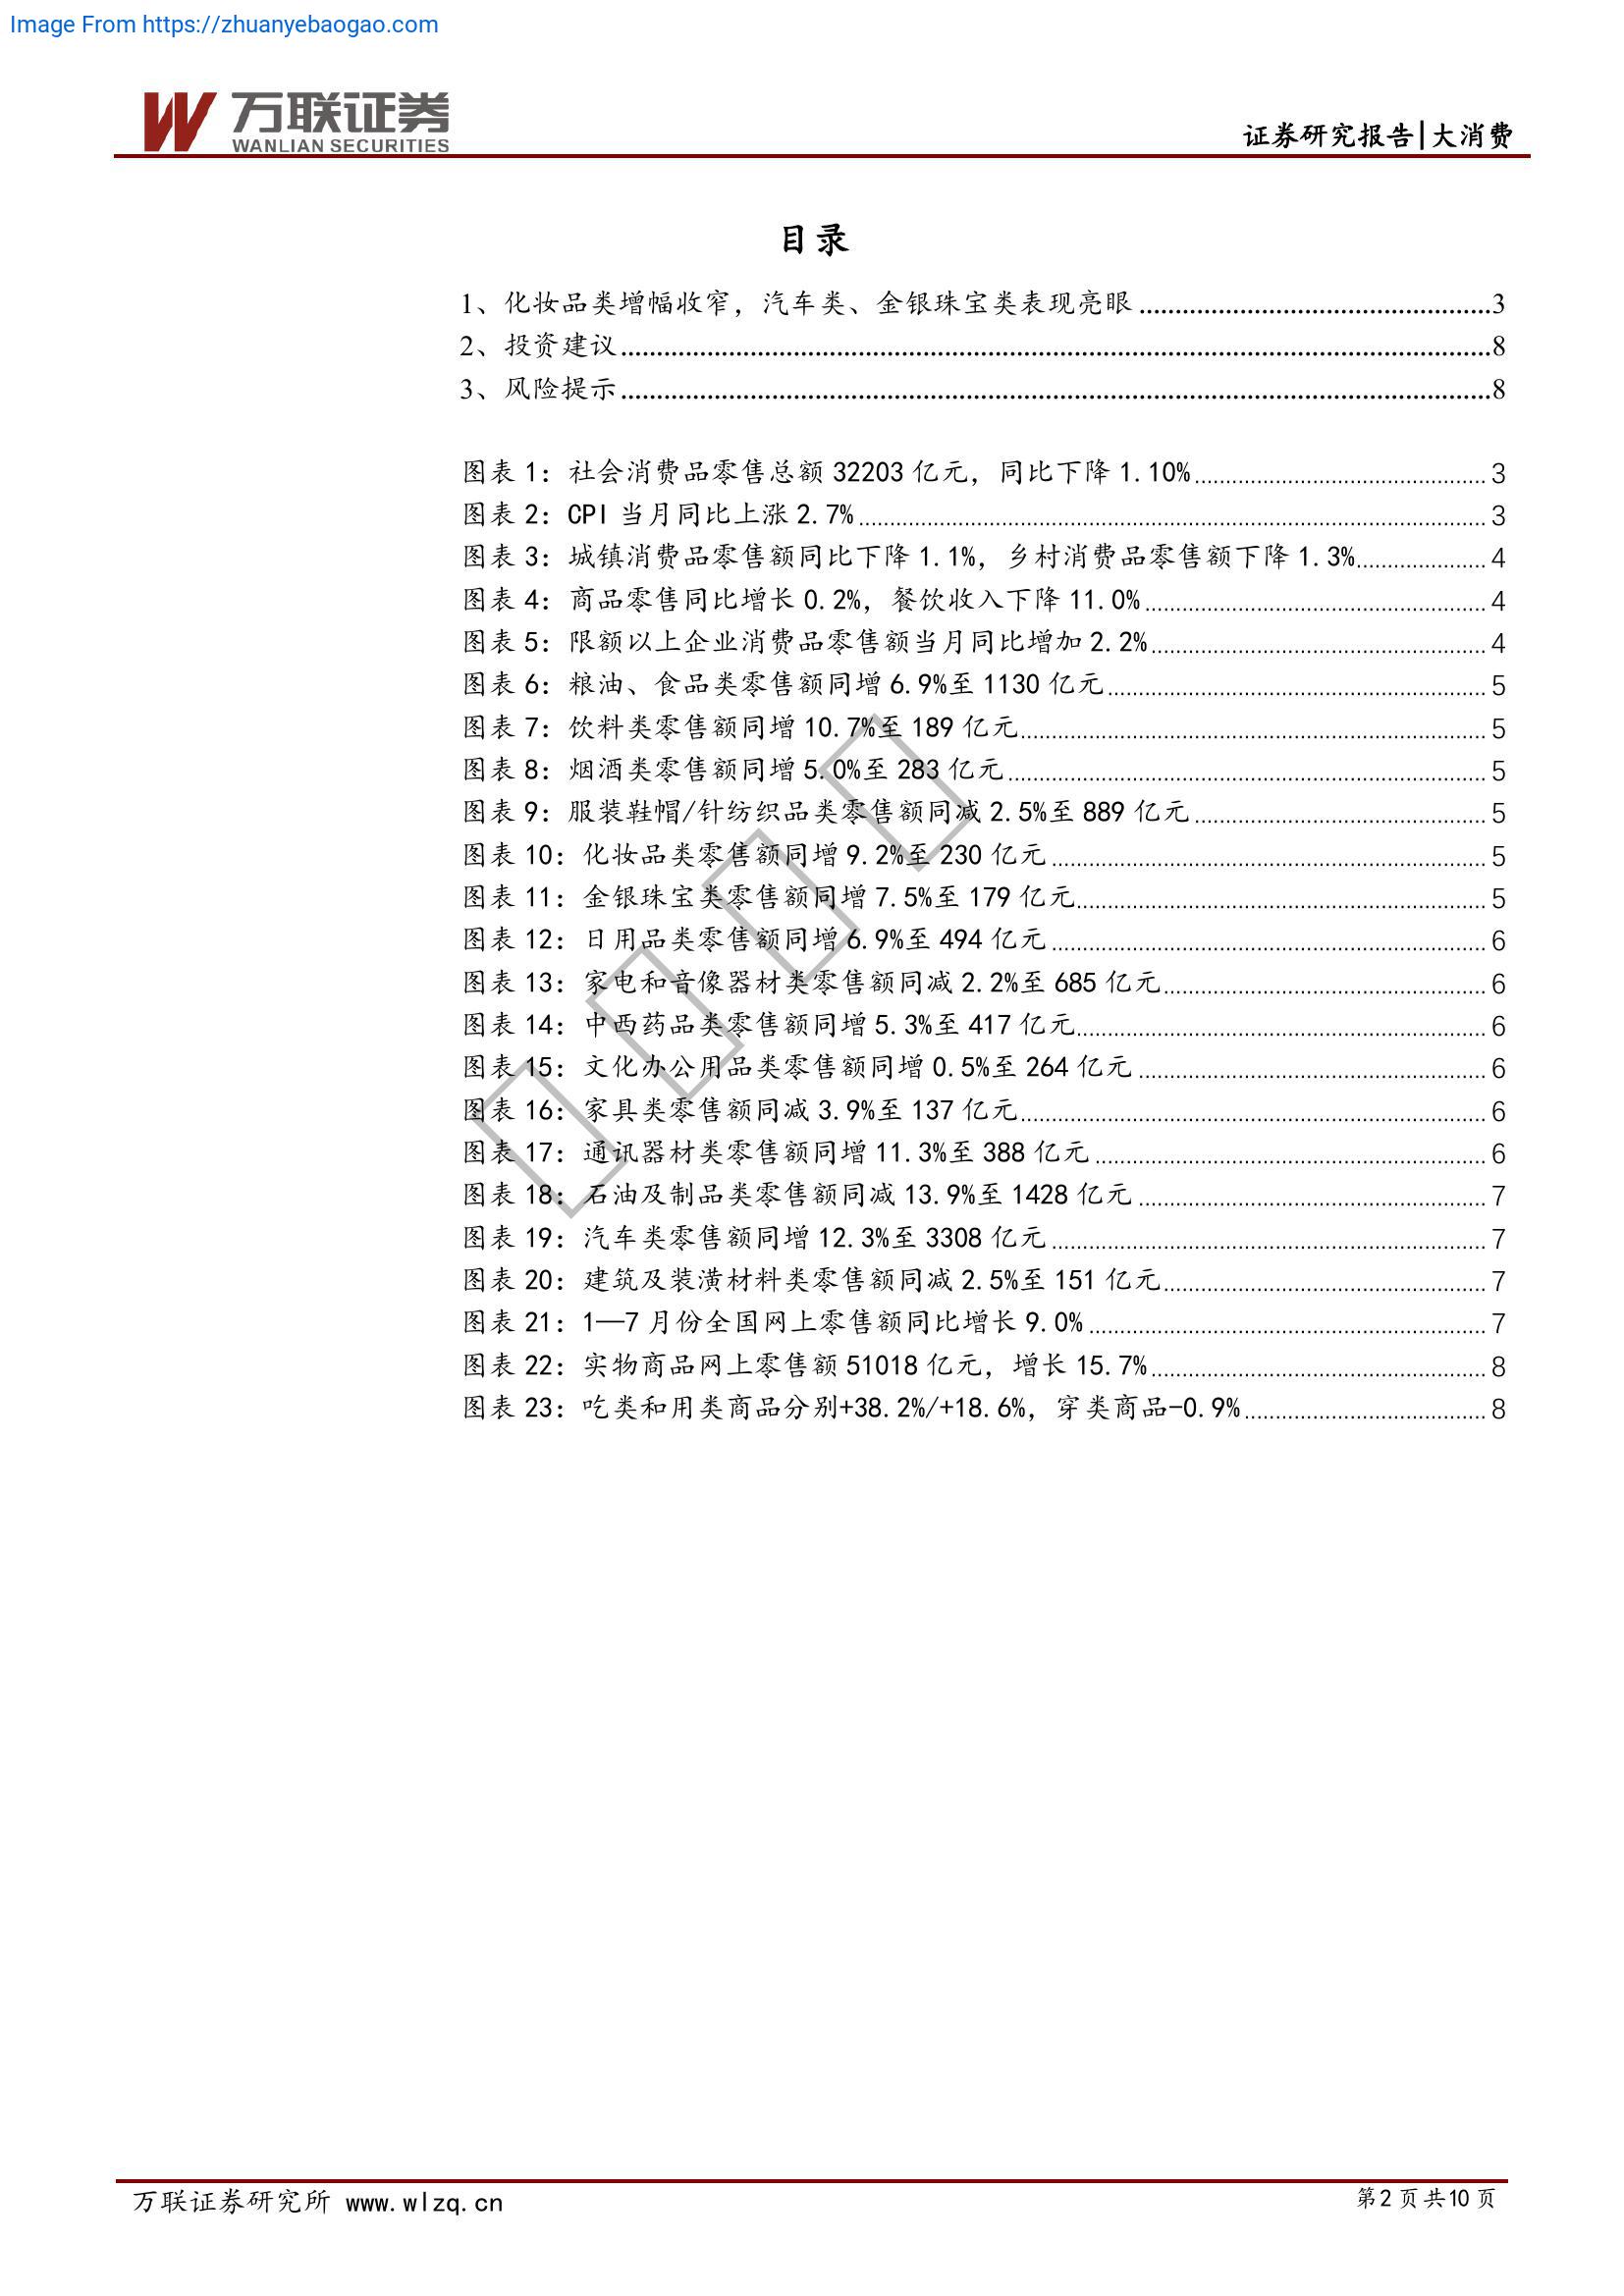 Image From https://zhuanyebaogao.com
万联证券
WANLIAN SECURITIES
证券研究报告|大消费
目录
1、化妆品类增幅收窄，汽车类、金银珠宝类表现亮眼.................................................3
2、投资建议.........................................................................................................................8
3、风险提示.........................................................................................................................8
图表 1：社会消费品零售总额 32203 亿元，同比下降 1.10%............................................... 3
图表 2：CPI 当月同比上涨 2.7%..................................................................................................... 3
图表 3：城镇消费品零售额同比下降 1.1%，乡村消费品零售额下降 1.3%..................... 4
图表 4：商品零售同比增长 0.2%，餐饮收入下降 11.0%....................................................... 4
图表 5：限额以上企业消费品零售额当月同比增加 2.2%...................................................... 4
图表 6：粮油、食品类零售额同增 6.9%至 1130 亿元............................................................. 5
图表 7：饮料类零售额同增 10.7%至 189 亿元........................................................................... 5
图表 8：烟酒类零售额同增 5.0%至 283 亿元............................................................................. 5
图表 9：服装鞋帽/针纺织品类零售额同减 2.5%至 889 亿元............................................... 5
图表 10：化妆品类零售额同增 9.2%至 230 亿元...................................................................... 5
图表 11：金银珠宝类零售额同增 7.5%至 179 亿元.................................................................. 5
图表 12：日用品类零售额同增 6.9%至 494 亿元...................................................................... 6
图表 13：家电和音像器材类零售额同减 2.2%至 685 亿元.................................................... 6
图表 14：中西药品类零售额同增 5.3%至 417 亿元.................................................................. 6
图表 15：文化办公用品类零售额同增 0.5%至 264 亿元........................................................ 6
图表 16：家具类零售额同减 3.9%至 137 亿元........................................................................... 6
图表 17：通讯器材类零售额同增 11.3%至 388 亿元............................................................... 6
图表 18：石油及制品类零售额同减 13.9%至 1428 亿元........................................................ 7
图表 19：汽车类零售额同增 12.3%至 3308 亿元...................................................................... 7
图表 20：建筑及装潢材料类零售额同减 2.5%至 151 亿元.................................................... 7
图表 21：1—7 月份全国网上零售额同比增长 9.0%................................................................ 7
图表 22：实物商品网上零售额 51018 亿元，增长 15.7%...................................................... 8
图表 23：吃类和用类商品分别+38.2%/+18.6%，穿类商品-0.9%....................................... 8
万联证券研究所 www.wlzq.cn
第2页共10页